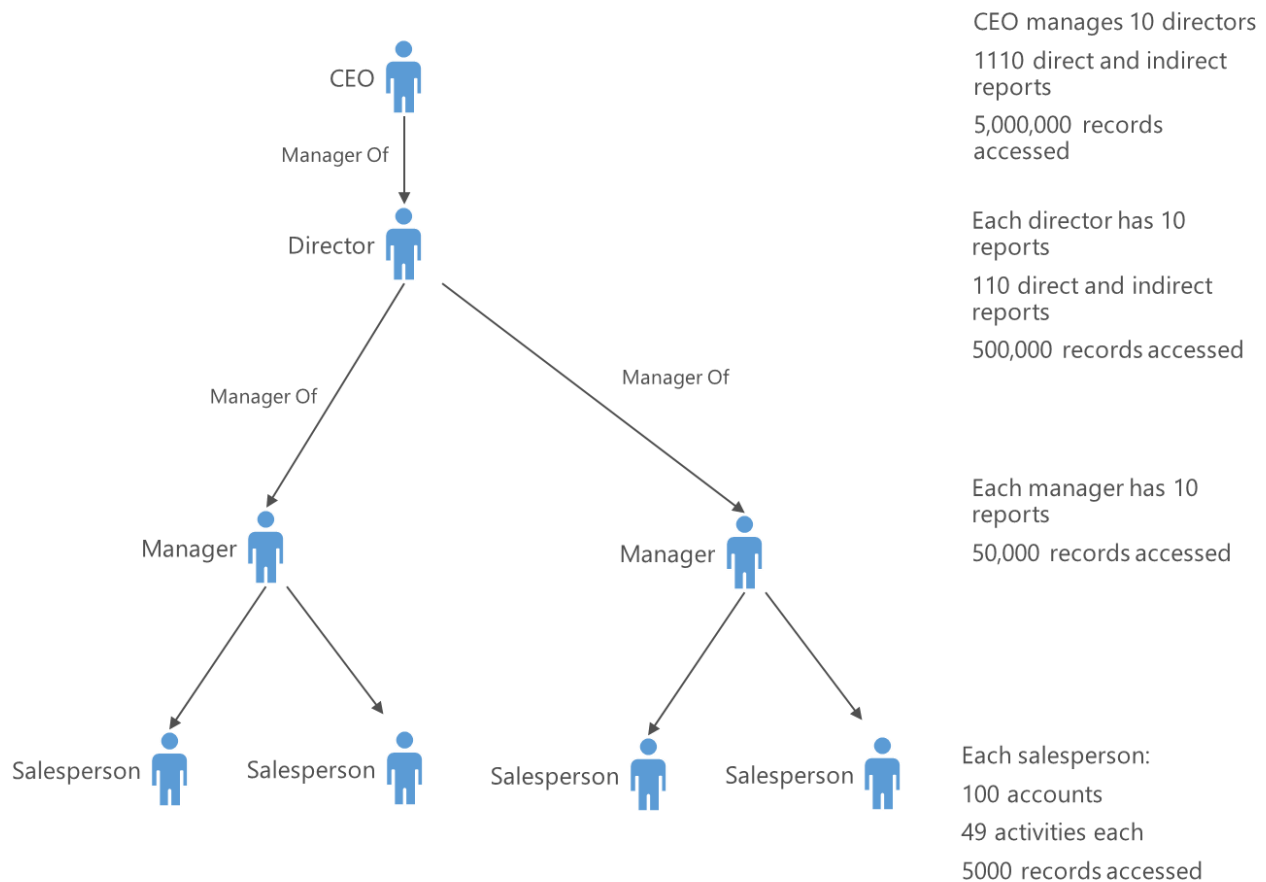 CEO manages 10 directors
1110 direct and indirect
reports
5,000,000 records
accessed
CEO
Manager Of
Director
Each director has 10
reports
110 direct and indirect
reports
500,000 records accessed
Manager Of
Manager Of
Each manager has 10
reports
50,000 records accessed
Manager
Manager
Salesperson
Salesperson
Salesperson
Salesperson
Each salesperson:
100 accounts
49 activities each
5000 records accessed